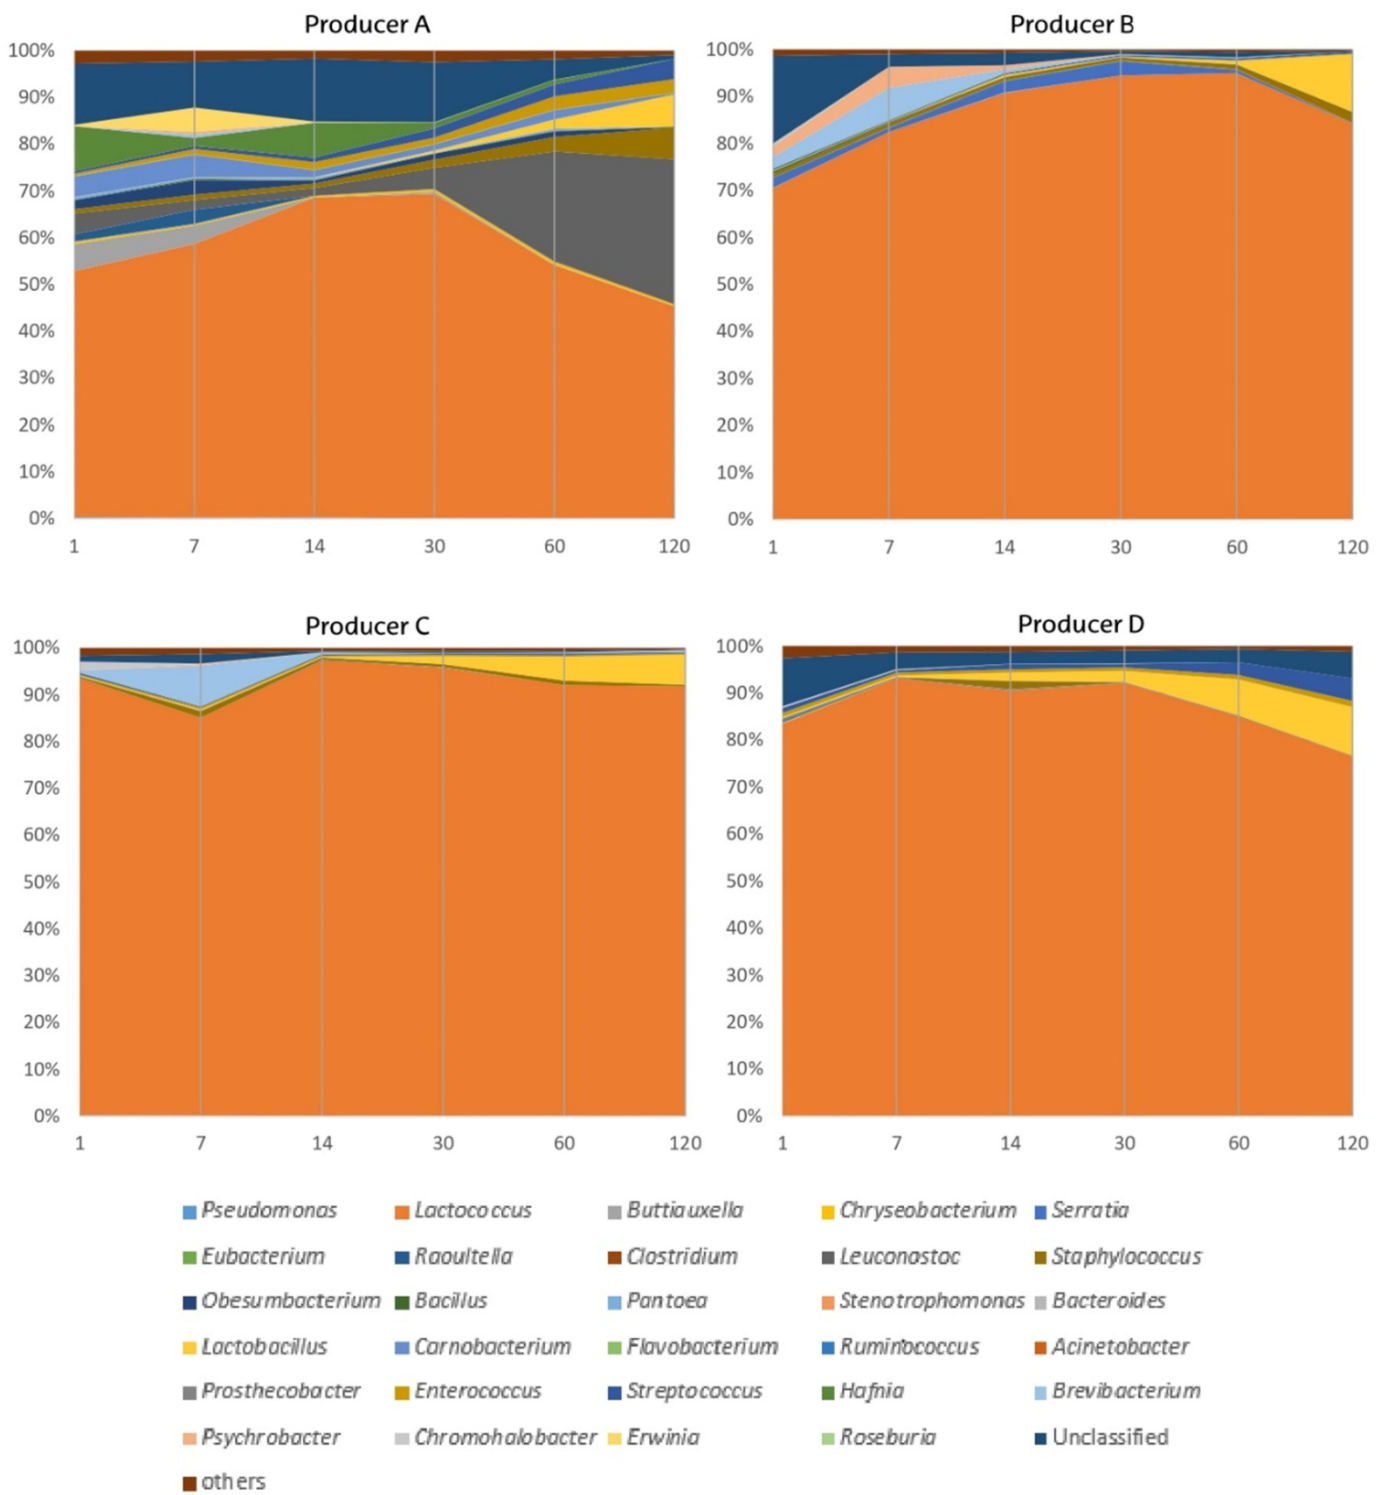 Producer A Producer B
100% 100%
90% 90%
80% 80%
70% 70%
60% 60%
50% 50%
40% 40%
30% 30%
20% 20%
10% 10%
0% 0%
1 7 14 30 60 120 1 7 14 30 60 120
Producer C Producer D
100% 100%
90% 90%
80% 80%
70% 70%
60% 60%
50% 50%
40% 40%
30% 30%
20% 20%
10% 10%
0% 0%
1 7 14 30 60 120 1 7 14 30 60 120
Pseudomonas Lactococcus Buttiauxella Chryseobacterium Serratia
Eubacterium Raoultella Clostridium Leuconostoc Staphylococcus
Obesumbacterium Bacillus Pantoea Stenotrophomonas Bacteroides
Lactobacillus Carnobacterium Flavobacterium Ruminococcus Acinetobacter
Prosthecobacter Enterococcus Streptococcus Hafnia Brevibacterium
Psychrobacter Chromohalobacter Erwinia Roseburia Unclassified
others